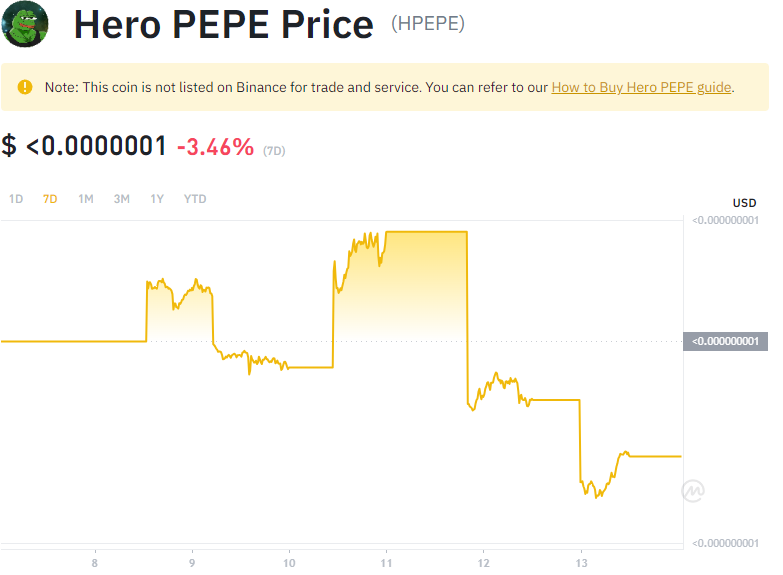 Hero PEPE Price (HPEPE)
Note: This coin is not listed on Binance for trade and service. You can refer to our How to Buy Hero PEPE guide.
$ <0.0000001 -3.46% (7D)
1D 7D 1M 3M 1Y YTD
USD
<0.000000001
<0.000000001
<0.000000001
8 9 10 11 12 13